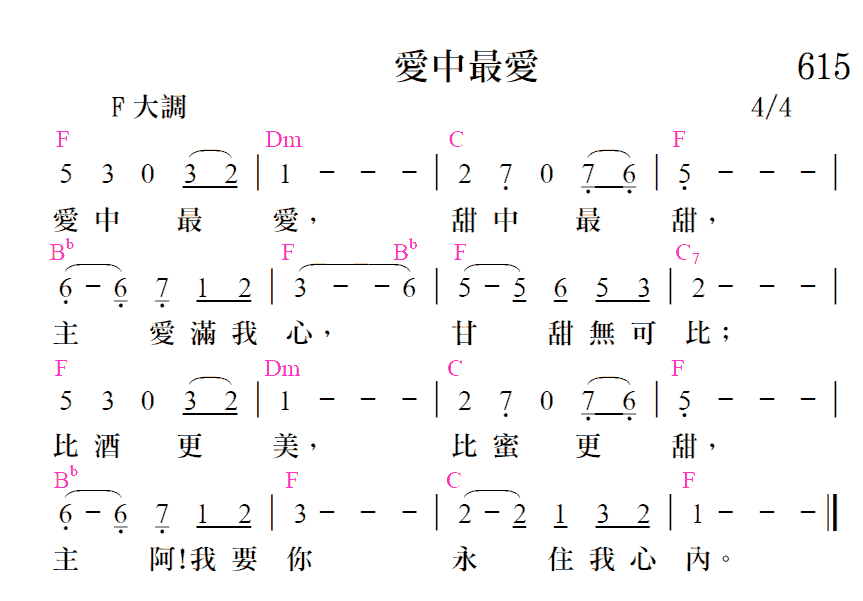 愛中最愛 615
F 大調 4/4
F Dm C F
5 3 0 3 2 | 1 - - - | 2 7 0 7 6 | 5 - - - |
愛 中 最 愛， 甜 中 最 甜，
Bb F Bb F C7
6 - 6 7 1 2 | 3 - - 6 | 5 - 5 6 5 3 | 2 - - - |
主 愛 滿 我 心， 甘 甜 無 可 比；
F Dm C F
5 3 0 3 2 | 1 - - - | 2 7 0 7 6 | 5 - - - |
比 酒 更 美， 比 蜜 更 甜，
Bb F C F
6 - 6 7 1 2 | 3 - - - | 2 - 2 1 3 2 | 1 - - - ‖
主 阿!我 要 你 永 住 我 心 內。